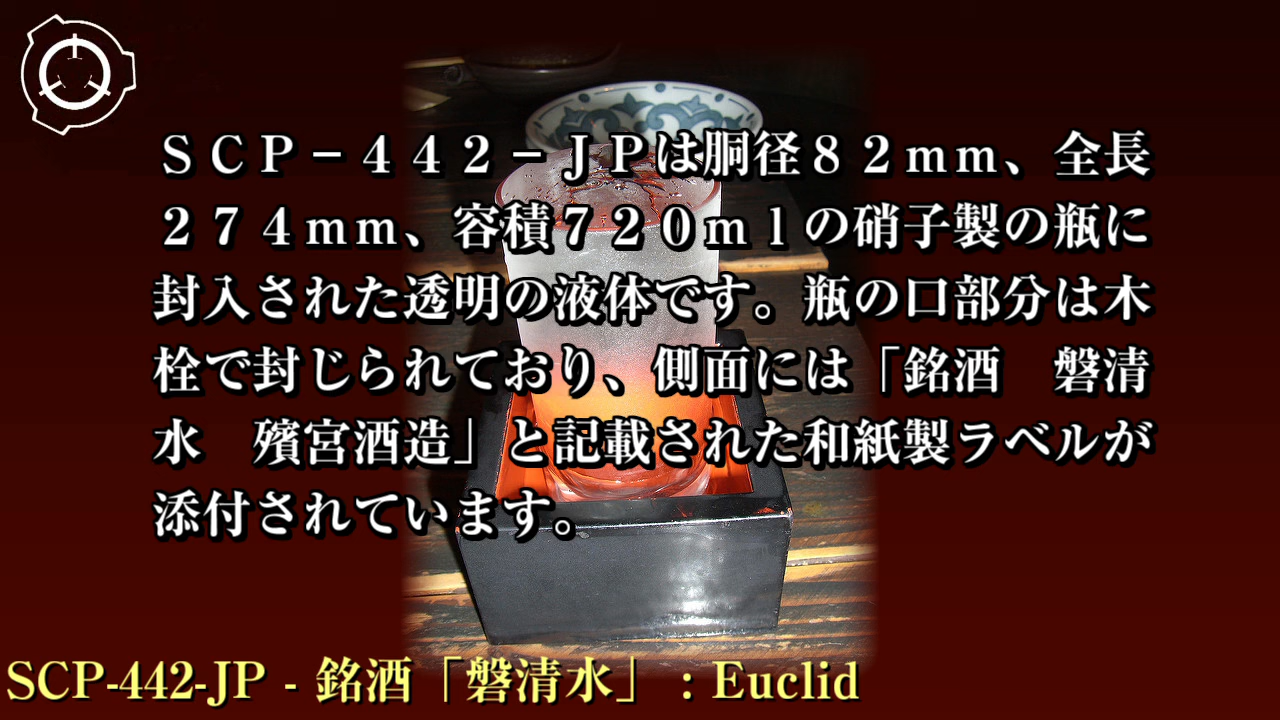 ＳＣＰ－４４２－ＪＰは胴径８２ｍｍ、全長
２７４ｍｍ、容積７２０ｍｌの硝子製の瓶に
封入された透明の液体です。瓶の口部分は木
栓で封じられており、側面には「銘酒　磐清
水　殯宮酒造」と記載された和紙製ラベルが
添付されています。
SCP-442-JP - 銘酒「磐清水」：Euclid